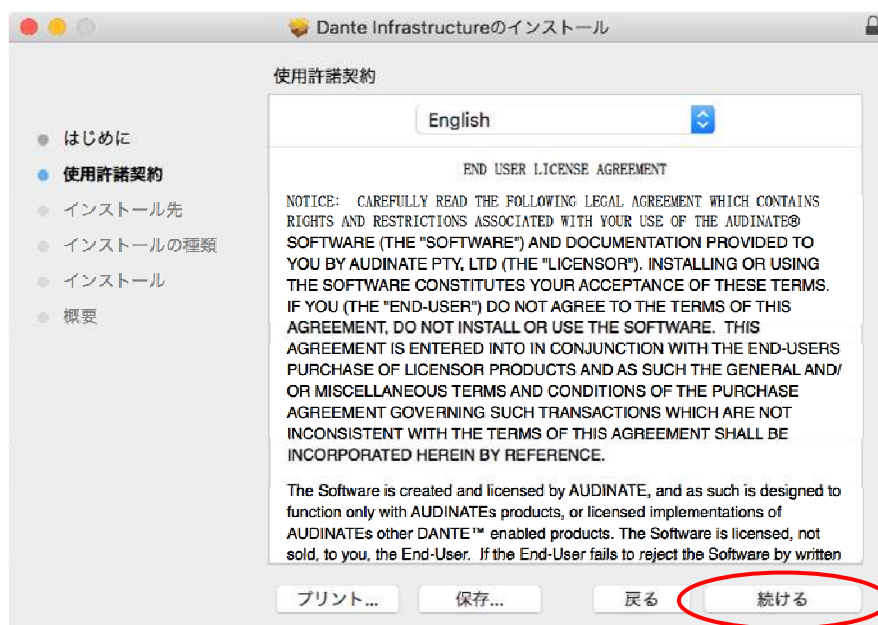 Dante Infrastructureのインストール
使用許諾契約
はじめに
使用許諾契約
インストール先
インストールの種類
インストール
概要
English
END USER LICENSE AGREEMENT
NOTICE: CAREFULLY READ THE FOLLOWING LEGAL AGREEMENT WHICH CONTAINS
RIGHTS AND RESTRICTIONS ASSOCIATED WITH YOUR USE OF THE AUDINATE®
SOFTWARE (THE "SOFTWARE") AND DOCUMENTATION PROVIDED TO
YOU BY AUDINATE PTY, LTD (THE "LICENSOR"). INSTALLING OR USING
THE SOFTWARE CONSTITUTES YOUR ACCEPTANCE OF THESE TERMS.
IF YOU (THE "END-USER") DO NOT AGREE TO THE TERMS OF THIS
AGREEMENT, DO NOT INSTALL OR USE THE SOFTWARE. THIS
AGREEMENT IS ENTERED INTO IN CONJUNCTION WITH THE END-USERS
PURCHASE OF LICENSOR PRODUCTS AND AS SUCH THE GENERAL AND/
OR MISCELLANEOUS TERMS AND CONDITIONS OF THE PURCHASE
AGREEMENT GOVERNING SUCH TRANSACTIONS WHICH ARE NOT
INCONSISTENT WITH THE TERMS OF THIS AGREEMENT SHALL BE
INCORPORATED HEREIN BY REFERENCE.
The Software is created and licensed by AUDINATE, and as such is designed to
function only with AUDINATEs products, or licensed implementations of
AUDINATEs other DANTE™ enabled products. The Software is licensed, not
sold, to you, the End-User. If the End-User fails to reject the Software by written
プリント...
保存...
戻る
続ける